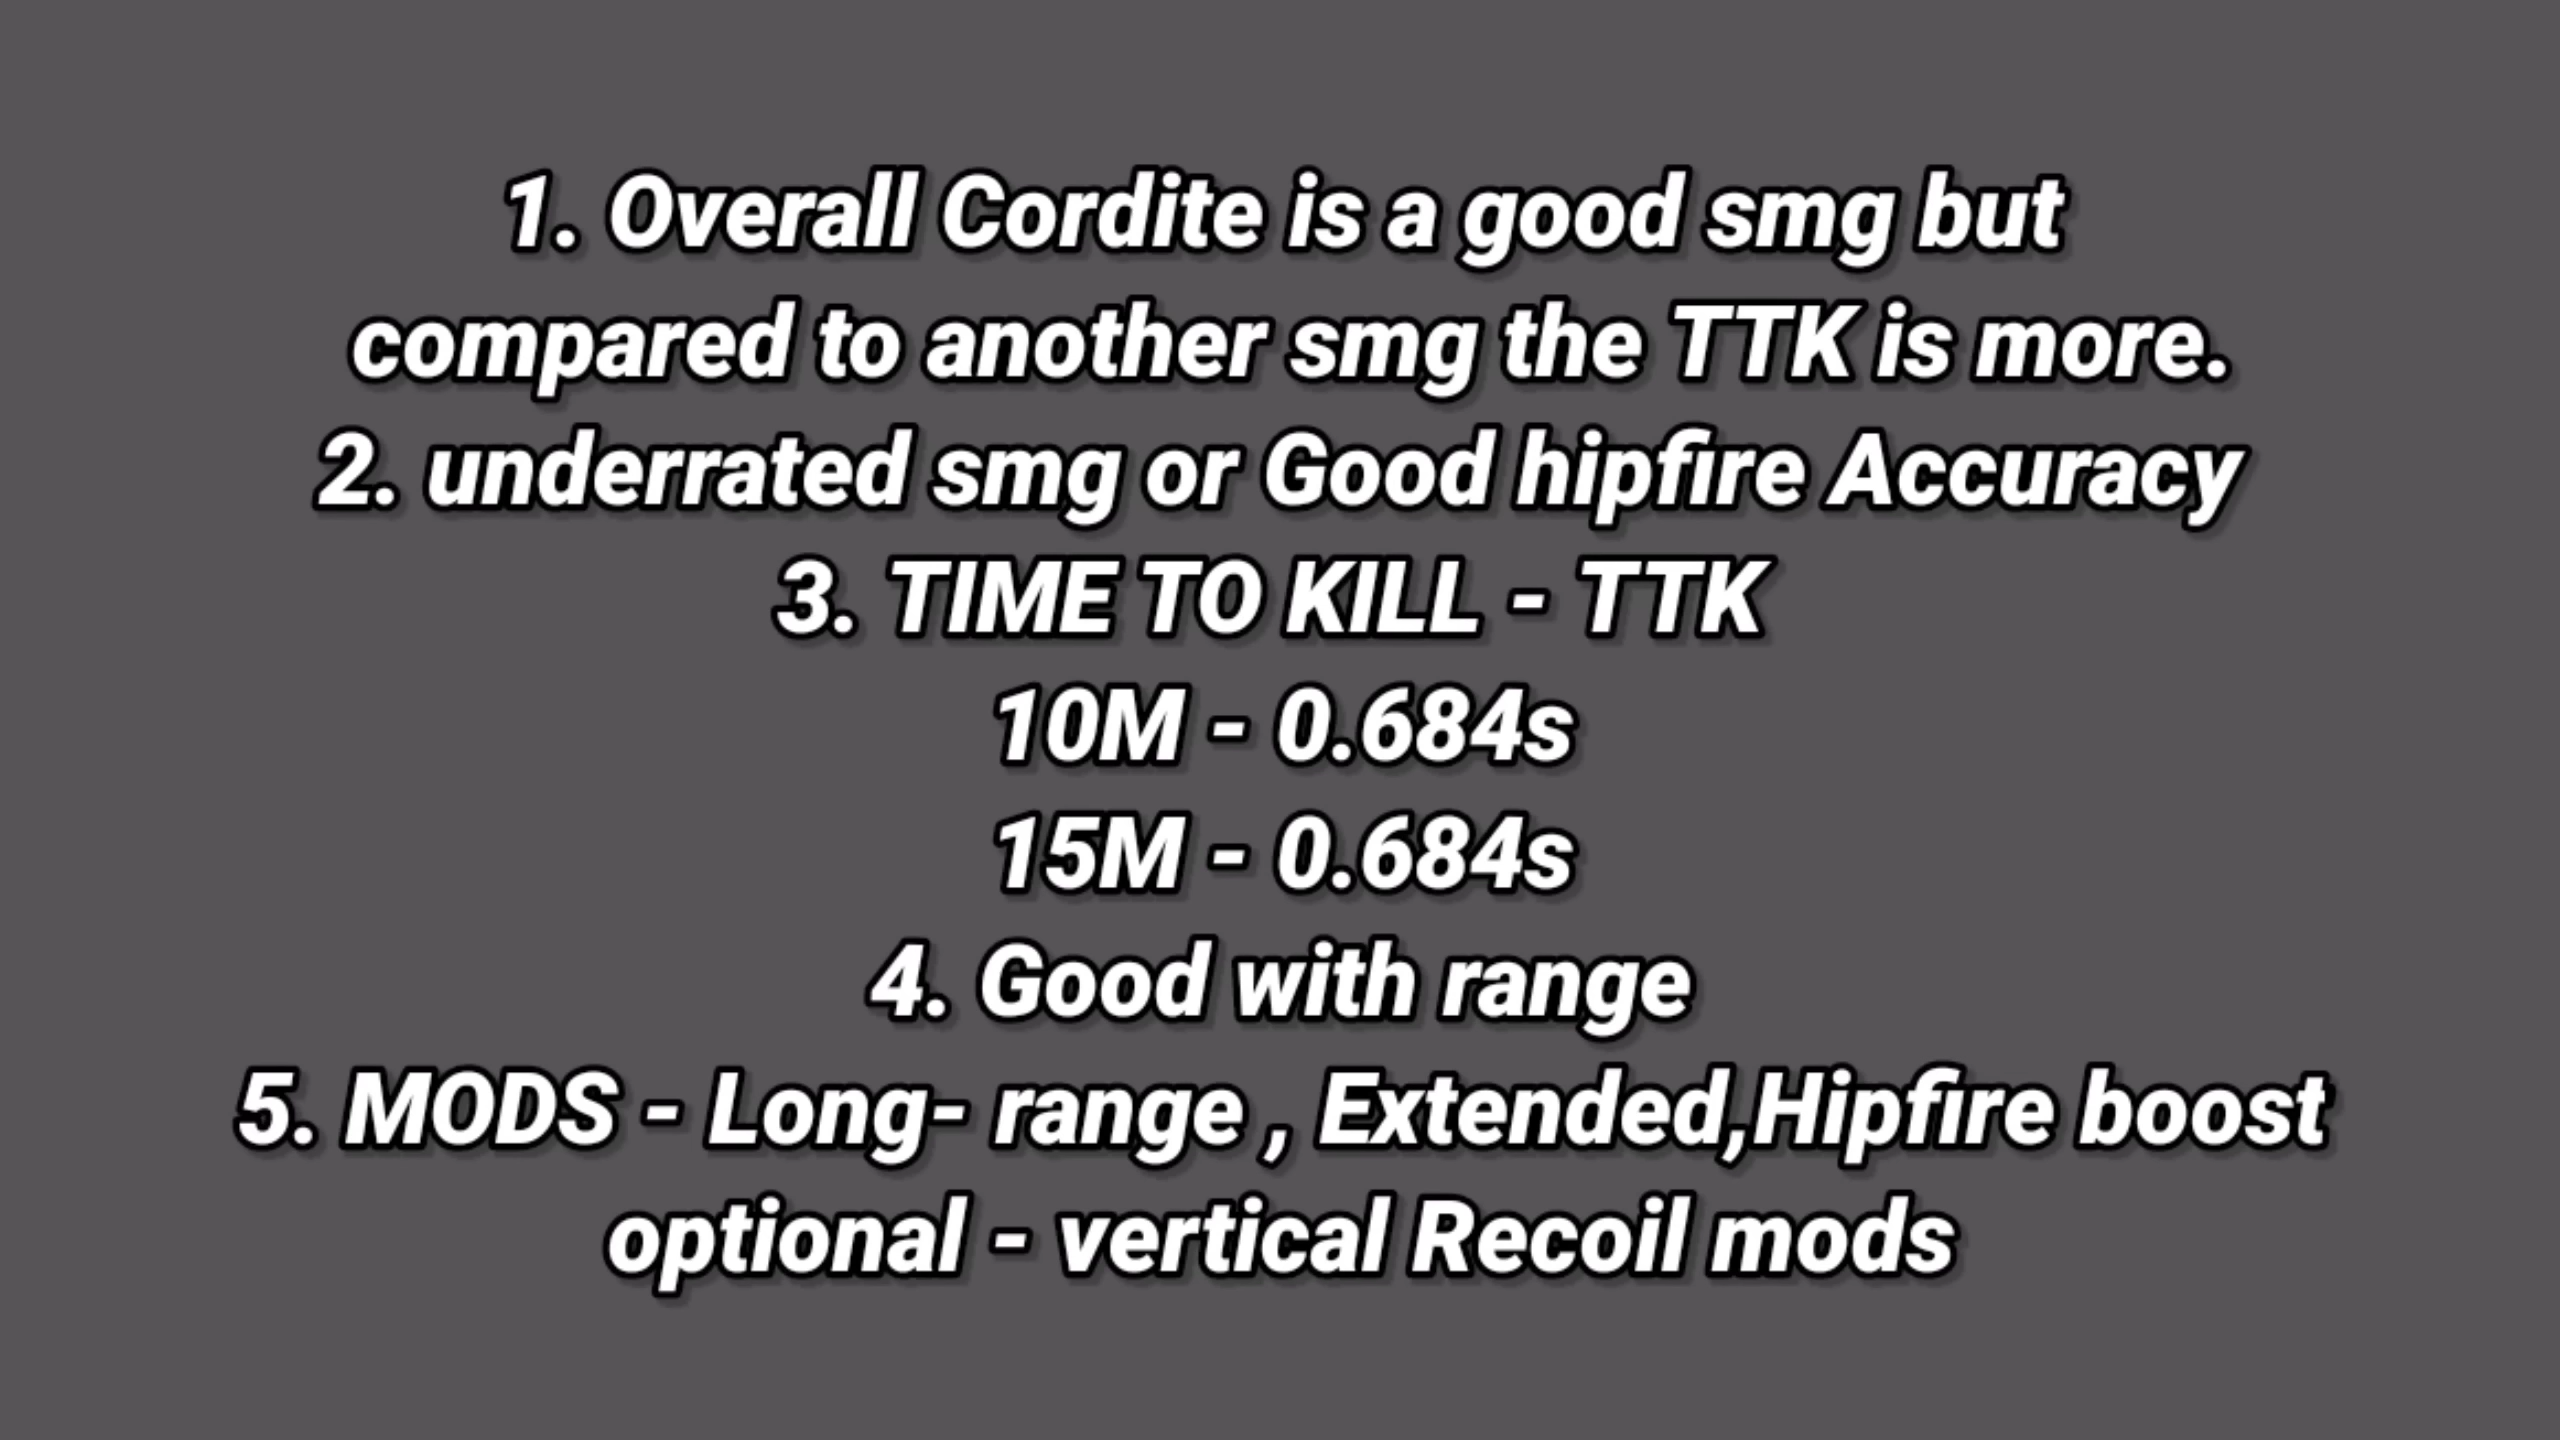 1. Overall Cordite is a good smg but
compared to another smg the TTK is more.
2. underrated smg or Good hipfire Accuracy
3. TIME TO KILL - TTK
10M - 0.684s
15M - 0.684s
4. Good with range
5. MODS - Long- range , Extended,Hipfire boost
optional - vertical Recoil mods